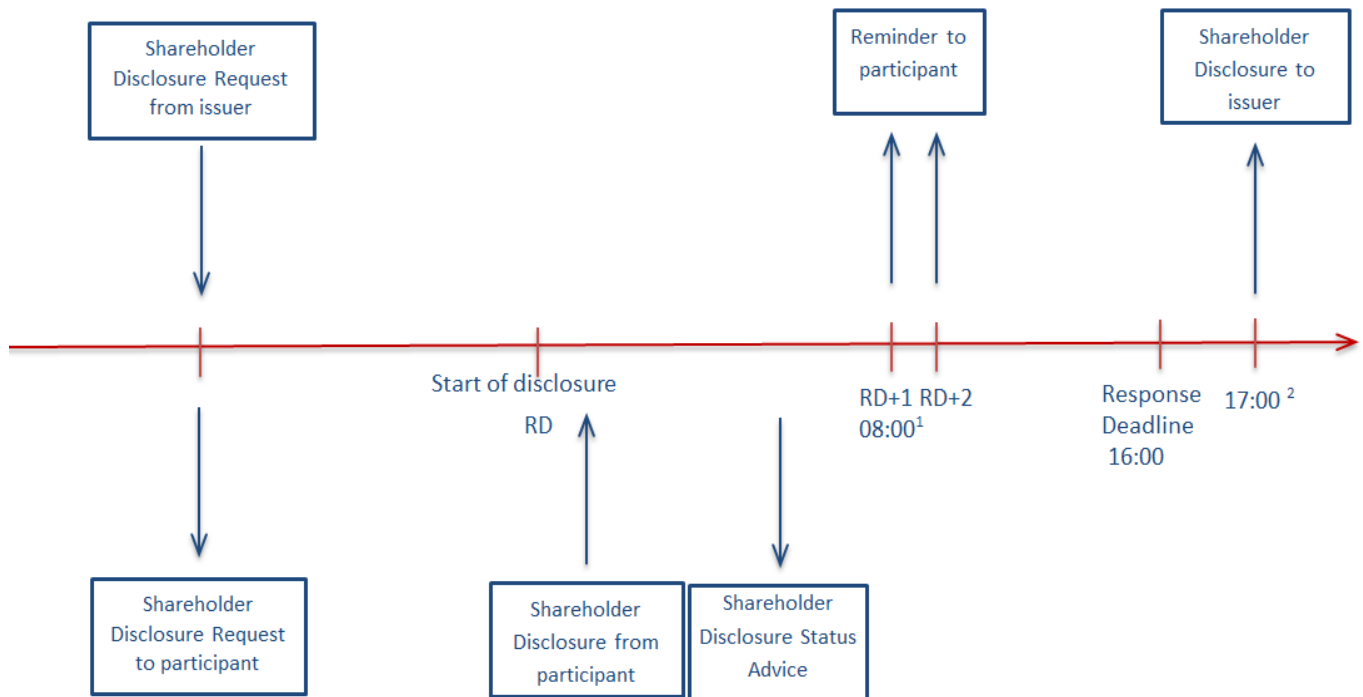 Shareholder
Disclosure Request
from issuer
Reminder to
participant
Shareholder
Disclosure to
issuer
Start of disclosure
RD
RD+1 RD+2
08:00¹
Response
Deadline
16:00
17:00 ²
Shareholder
Disclosure Request
to participant
Shareholder
Disclosure from
participant
Shareholder
Disclosure Status
Advice